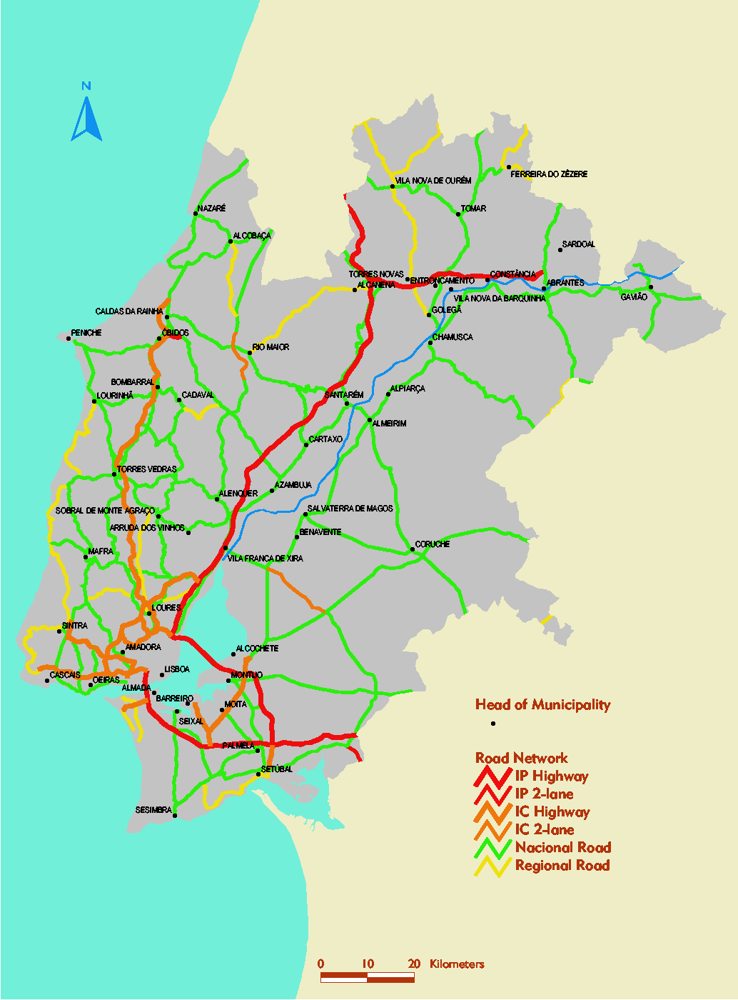 N
FERREIRA DO ZÊZERE
VILA NOVA DE OURÉM
NAZARÉ
TOMAR
ALCOBAÇA
SARDOAL
TORRES NOVAS
CONSTÂNCIA
ENTRONCAMENTO
ALCANENA
ABRANTES
VILA NOVA DA BARQUINHA
GAVIÃO
CALDAS DA RAINHA
GOLEGÃ
PENICHE
ÓBIDOS
CHAMUSCA
RIO MAIOR
BOMBARRAL
ALPIARÇA
LOURINHÃ
CADAVAL
SANTARÉM
ALMEIRIM
CARTAXO
TORRES VEDRAS
AZAMBUJA
ALENQUER
SOBRAL DE MONTE AGRAÇO
SALVATERRA DE MAGOS
ARRUDA DOS VINHOS
BENAVENTE
CORUCHE
MAFRA
VILA FRANCA DE XIRA
LOURES
SINTRA
AMADORA
ALCOCHETE
LISBOA
CASCAIS
OEIRAS
MONTIJO
ALMADA
BARREIRO
MOITA
SEIXAL
PALMELA
SETÚBAL
SESIMBRA
Head of Municipality
Road Network
IP Highway
IP 2-lane
IC Highway
IC 2-lane
Nacional Road
Regional Road
0 10 20 Kilometers